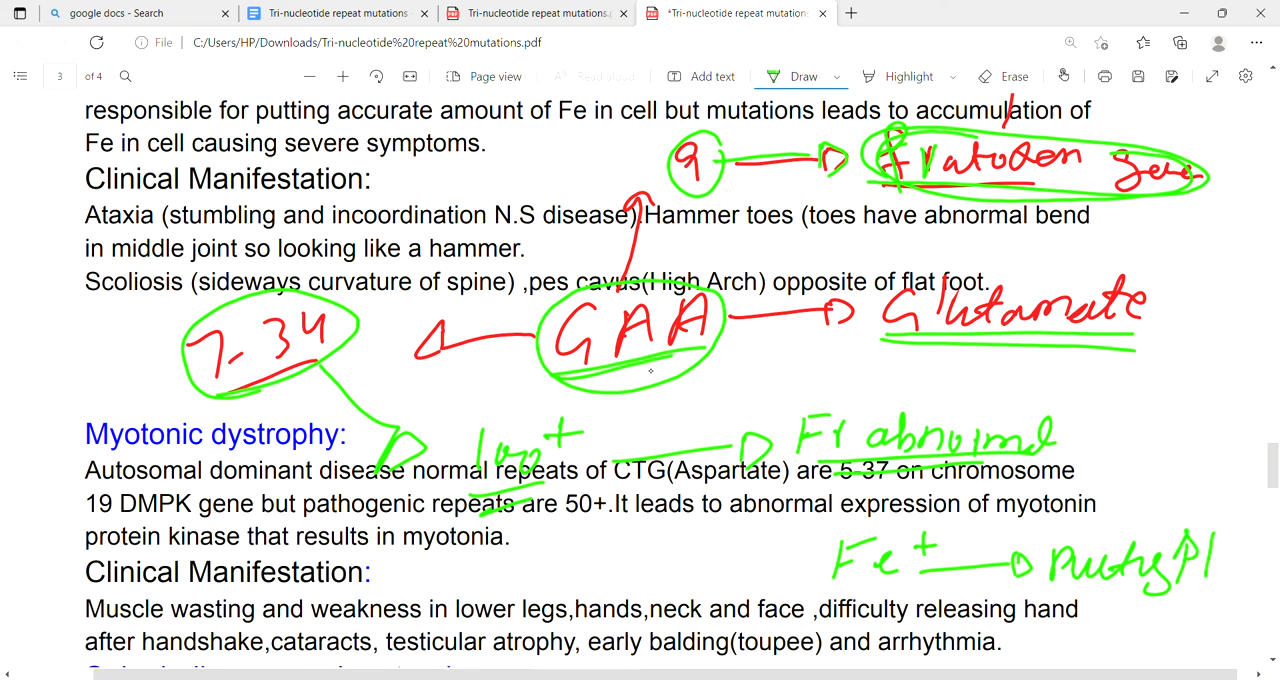 google docs - Search
Tri-nucleotide repeat mutations
Tri-nucleotide repeat mutations.
*Tri-nucleotide repeat mutations
File C:/Users/HP/Downloads/Tri-nucleotide%20repeat%20mutations.pdf
3 of 4 Page view Read aloud Add text Draw Highlight Erase
responsible for putting accurate amount of Fe in cell but mutations leads to accumulation of
Fe in cell causing severe symptoms.
9
gene
Clinical Manifestation:
Ataxia (stumbling and incoordination N.S disease).Hammer toes (toes have abnormal bend
in middle joint so looking like a hammer.
Scoliosis (sideways curvature of spine) ,pes cavus(High Arch) opposite of flat foot.
7-34 GAA Glutamate
Myotonic dystrophy:
100+ Fr abnormal
Autosomal dominant disease normal repeats of CTG(Aspartate) are 5-37 on chromosome
19 DMPK gene but pathogenic repeats are 50+.It leads to abnormal expression of myotonin
protein kinase that results in myotonia.
Fe+
Clinical Manifestation:
Muscle wasting and weakness in lower legs,hands,neck and face ,difficulty releasing hand
after handshake,cataracts, testicular atrophy, early balding(toupee) and arrhythmia.